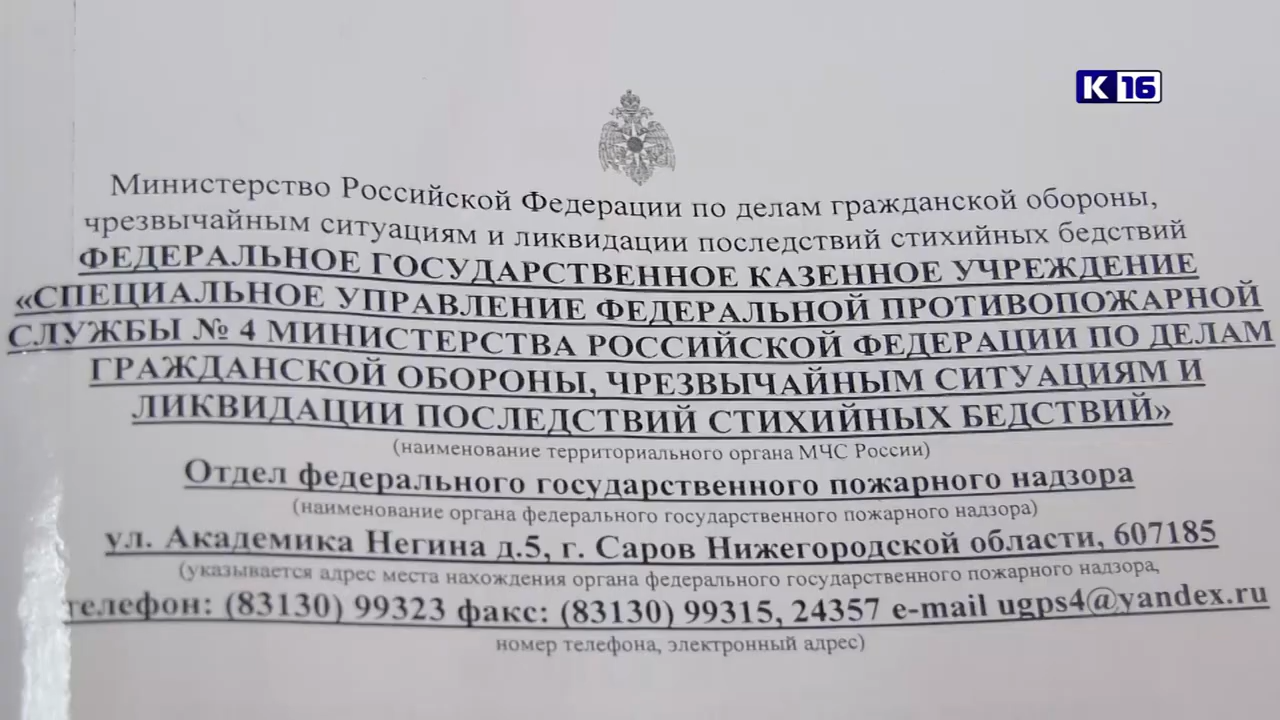 К 16
Министерство Российской Федерации по делам гражданской обороны,
чрезвычайным ситуациям и ликвидации последствий стихийных бедствий
ФЕДЕРАЛЬНОЕ ГОСУДАРСТВЕННОЕ КАЗЕННОЕ УЧРЕЖДЕНИЕ
«СПЕЦИАЛЬНОЕ УПРАВЛЕНИЕ ФЕДЕРАЛЬНОЙ ПРОТИВОПОЖАРНОЙ
СЛУЖБЫ № 4 МИНИСТЕРСТВА РОССИЙСКОЙ ФЕДЕРАЦИИ ПО ДЕЛАМ
ГРАЖДАНСКОЙ ОБОРОНЫ, ЧРЕЗВЫЧАЙНЫМ СИТУАЦИЯМ И
ЛИКВИДАЦИИ ПОСЛЕДСТВИЙ СТИХИЙНЫХ БЕДСТВИЙ»
(наименование территориального органа МЧС России)
Отдел федерального государственного пожарного надзора
(наименование органа федерального государственного пожарного надзора)
ул. Академика Негина д.5, г. Саров Нижегородской области, 607185
(указывается адрес места нахождения органа федерального государственного пожарного надзора,
телефон: (83130) 99323 факс: (83130) 99315, 24357 e-mail ugps4@yandex.ru
номер телефона, электронный адрес)